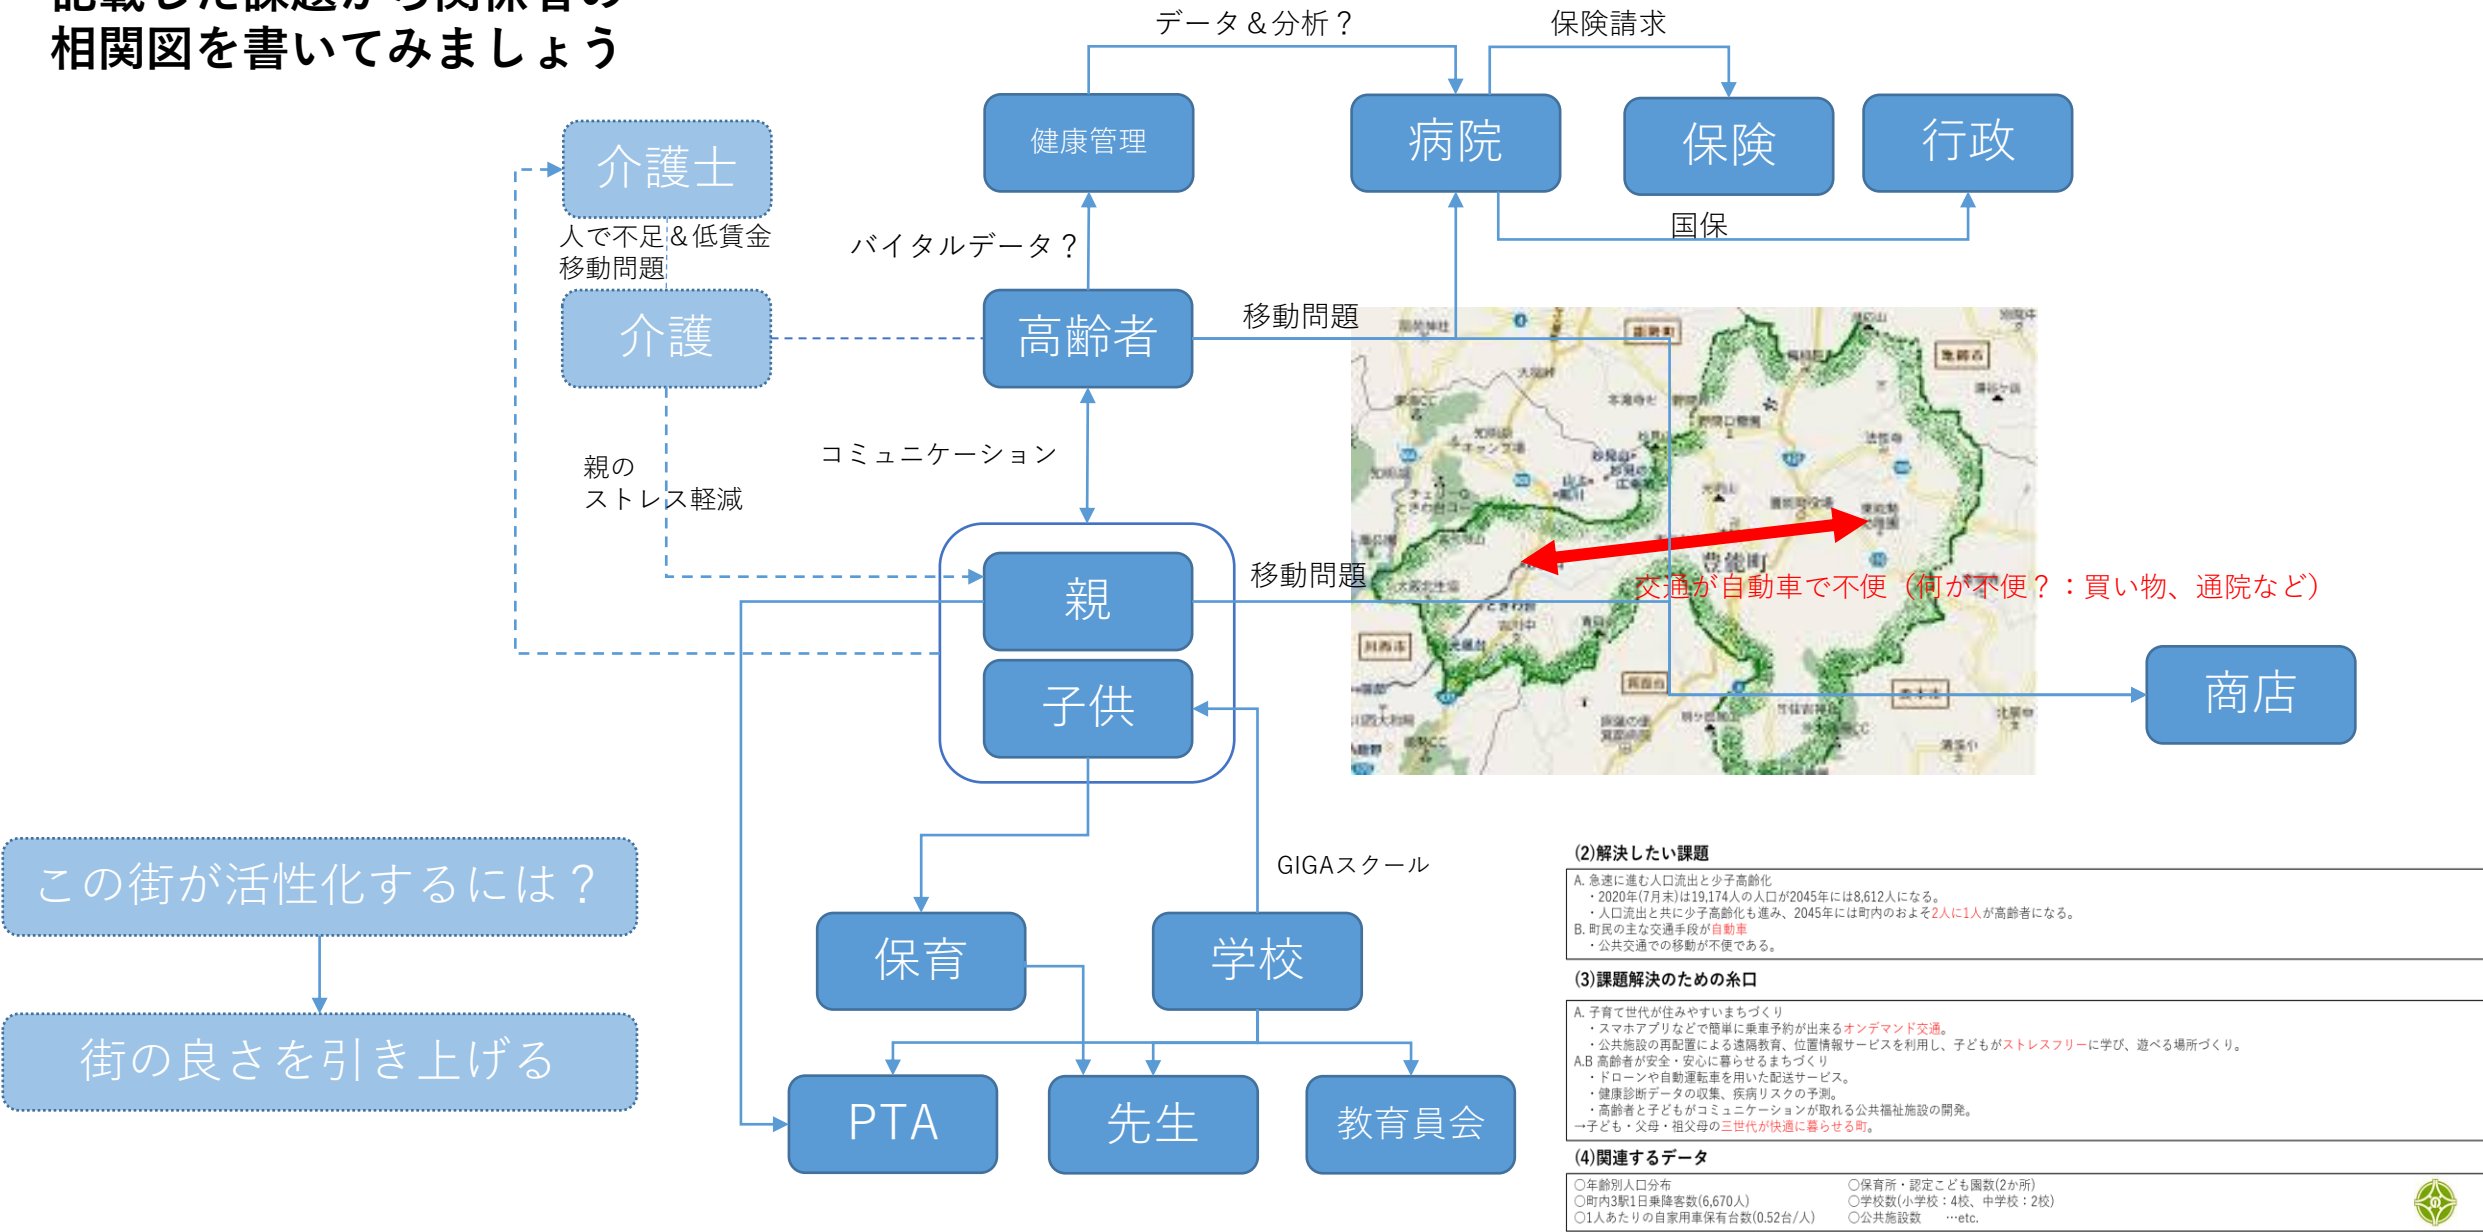 記載した課題から関係者の
相関図を書いてみましょう
データ＆分析？
保険請求
介護士
健康管理
病院
保険
行政
人で不足＆低賃金
移動問題
バイタルデータ？
国保
介護
高齢者
移動問題
親の
ストレス軽減
コミュニケーション
親
移動問題
豊能町
交通が自動車で不便（何が不便？：買い物、通院など）
川西市
亀岡市
子供
商店
この街が活性化するには？
街の良さを引き上げる
GIGAスクール
保育
学校
PTA
先生
教育員会
(2)解決したい課題
A. 急速に進む人口流出と少子高齢化
・2020年(7月末)は19,174人の人口が2045年には8,612人になる。
・人口流出と共に少子高齢化も進み、2045年には町内のおよそ2人に1人が高齢者になる。
B. 町民の主な交通手段が自動車
・公共交通での移動が不便である。
(3)課題解決のための糸口
A. 子育て世代が住みやすいまちづくり
・スマホアプリなどで簡単に乗車予約が出来るオンデマンド交通。
・公共施設の再配置による遠隔教育、位置情報サービスを利用し、子どもがストレスフリーに学び、遊べる場所づくり。
A.B 高齢者が安全・安心に暮らせるまちづくり
・ドローンや自動運転車を用いた配送サービス。
・健康診断データの収集、疾病リスクの予測。
・高齢者と子どもがコミュニケーションが取れる公共福祉施設の開発。
→子ども・父母・祖父母の三世代が快適に暮らせる町。
(4)関連するデータ
○年齢別人口分布
○町内3駅1日乗降客数(6,670人)
○1人あたりの自家用車保有台数(0.52台/人)
○保育所・認定こども園数(2か所)
○学校数(小学校：4校、中学校：2校)
○公共施設数 …etc.